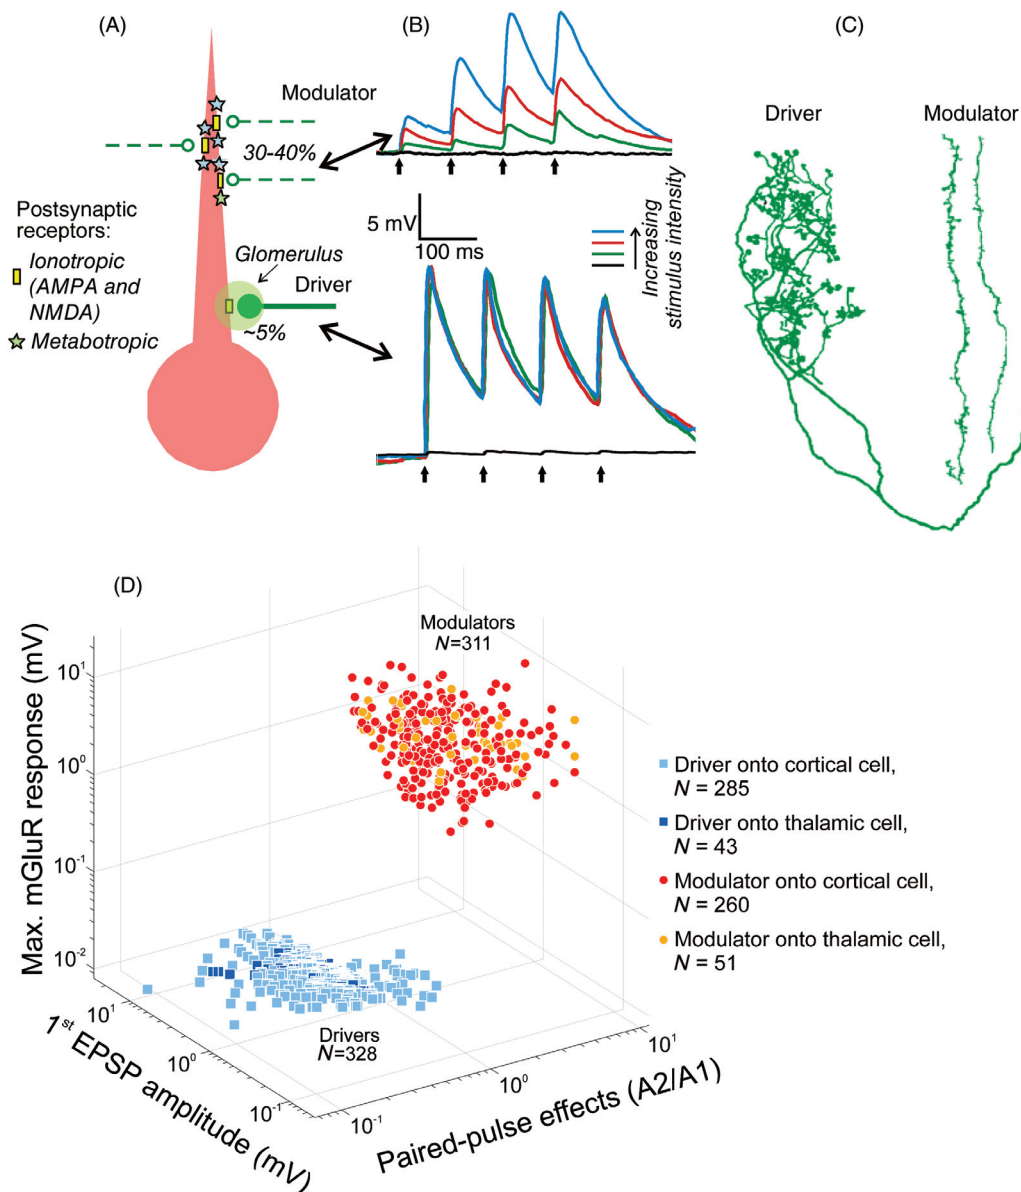 (A)
Modulator
30-40%
Postsynaptic
receptors:
Ionotropic
(AMPA and
NMDA)
Metabotropic
Glomerulus
Driver
~5%
(B)
5 mV
100 ms
Increasing
stimulus intensity
(C)
Driver
Modulator
(D)
Modulators
N=311
Drivers
N=328
Max. mGluR response (mV)
10¹
10⁰
10⁻¹
10⁻²
1st EPSP amplitude (mV)
10¹
10⁰
10⁻¹
Paired-pulse effects (A2/A1)
10⁻¹
10⁰
10¹
Driver onto cortical cell,
N = 285
Driver onto thalamic cell,
N = 43
Modulator onto cortical cell,
N = 260
Modulator onto thalamic cell,
N = 51